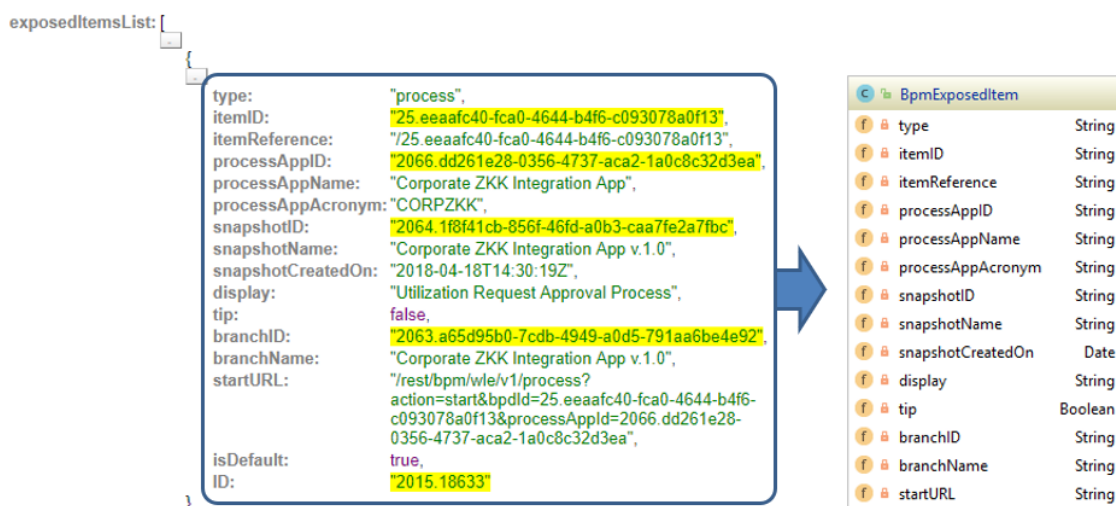 exposedItemsList: [
{
type: "process",
itemID: "25.eeaafc40-fca0-4644-b4f6-c093078a0f13",
itemReference: "/25.eeaafc40-fca0-4644-b4f6-c093078a0f13",
processAppID: "2066.dd261e28-0356-4737-aca2-1a0c8c32d3ea",
processAppName: "Corporate ZKK Integration App",
processAppAcronym: "CORPZKK",
snapshotID: "2064.1f8f41cb-856f-46fd-a0b3-caa7fe2a7fbc",
snapshotName: "Corporate ZKK Integration App v.1.0",
snapshotCreatedOn: "2018-04-18T14:30:19Z",
display: "Utilization Request Approval Process",
tip: false,
branchID: "2063.a65d95b0-7cdb-4949-a0d5-791aa6be4e92",
branchName: "Corporate ZKK Integration App v.1.0",
startURL: "/rest/bpm/wle/v1/process?
action=start&bpdId=25.eeaafc40-fca0-4644-b4f6-
c093078a0f13&processAppId=2066.dd261e28-
0356-4737-aca2-1a0c8c32d3ea",
isDefault: true,
ID: "2015.18633"
}
C BpmExposedItem
f type String
f itemID String
f itemReference String
f processAppID String
f processAppName String
f processAppAcronym String
f snapshotID String
f snapshotName String
f snapshotCreatedOn Date
f display String
f tip Boolean
f branchID String
f branchName String
f startURL String